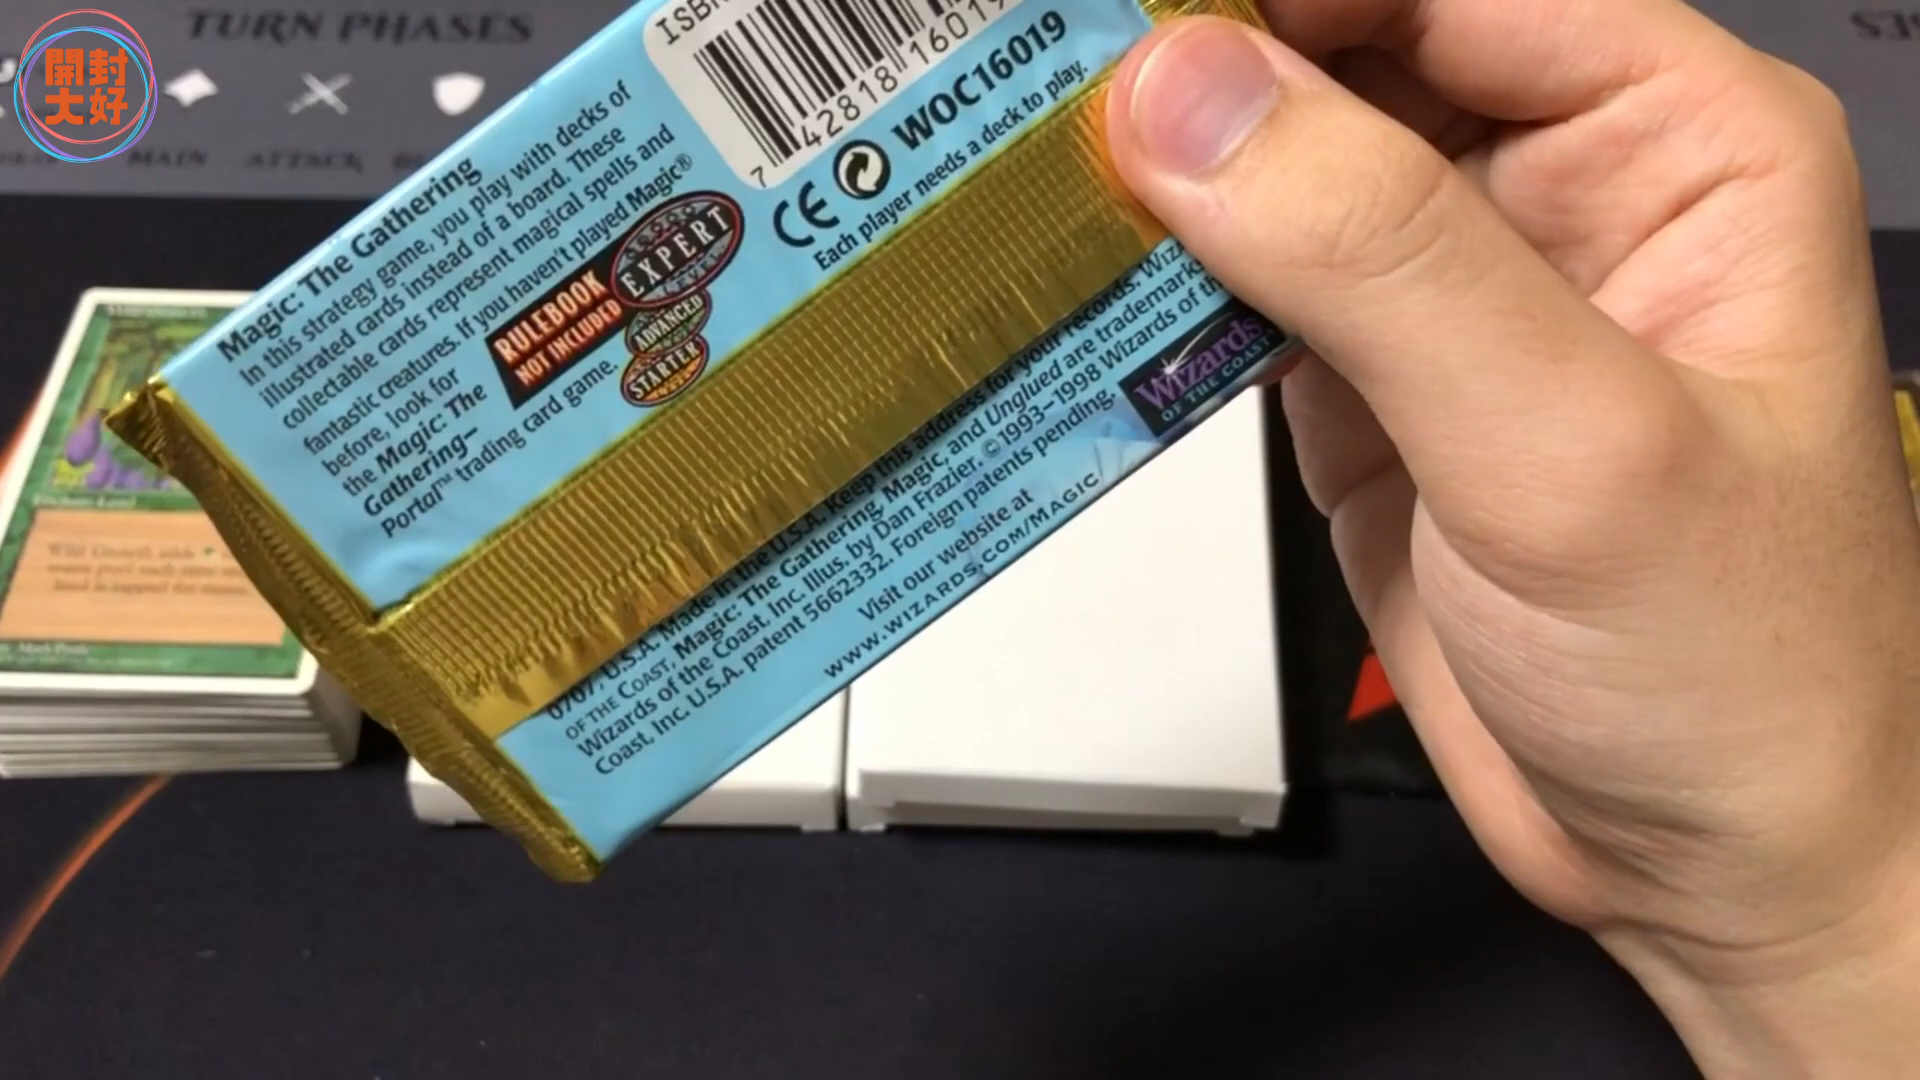 開封
大好
TURN PHASES
MAIN
ATTACK
ISBN
7 42818 16019
WOC16019
CE
Each player needs a deck to play.
Magic: The Gathering
In this strategy game, you play with decks of
illustrated cards instead of a board. These
collectable cards represent magical spells and
fantastic creatures. If you haven't played Magic®
before, look for
the Magic: The
Gathering–
Portal™ trading card game.
RULEBOOK
NOT INCLUDED
EXPERT
ADVANCED
STARTER
0707, U.S.A. Made in the U.S.A. Keep this address for your records. Wiz
OF THE COAST, Magic: The Gathering, Magic, and Unglued are trademarks
Wizards of the Coast, Inc. Illus. by Dan Frazier. ©1993–1998 Wizards of th
Coast, Inc. U.S.A. patent 5662332. Foreign patents pending.
Visit our website at
WWW.WIZARDS.COM/MAGIC
Wizards
OF THE COAST